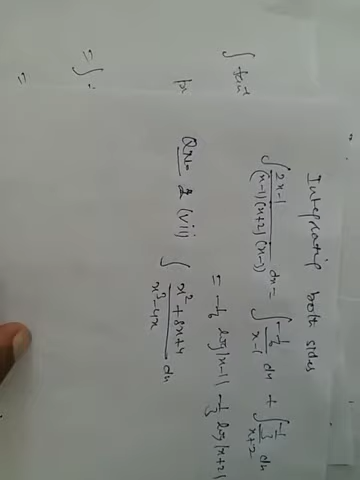 Integrating both sides
∫ 2x-1/(x-1)(x+2)(x-3) dx = ∫ -1/6/x-1 dx + ∫ -1/3/x+2 dx
= -1/6 log|x-1| -1/3 log|x+2|
Qn- 2 (vii) ∫ x²+8x+4/x³-4x dx
∫
= ∫
=